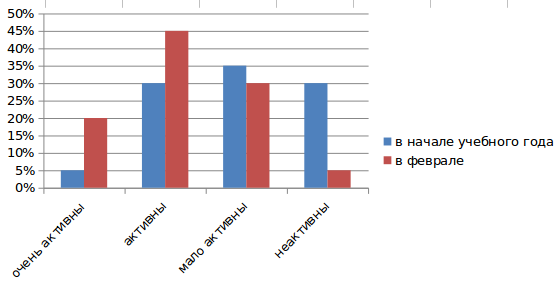 50%
45%
40%
35%
30%
25%
20%
15%
10%
5%
0%
очень активны
активны
мало активны
неактивны
в начале учебного года
в феврале